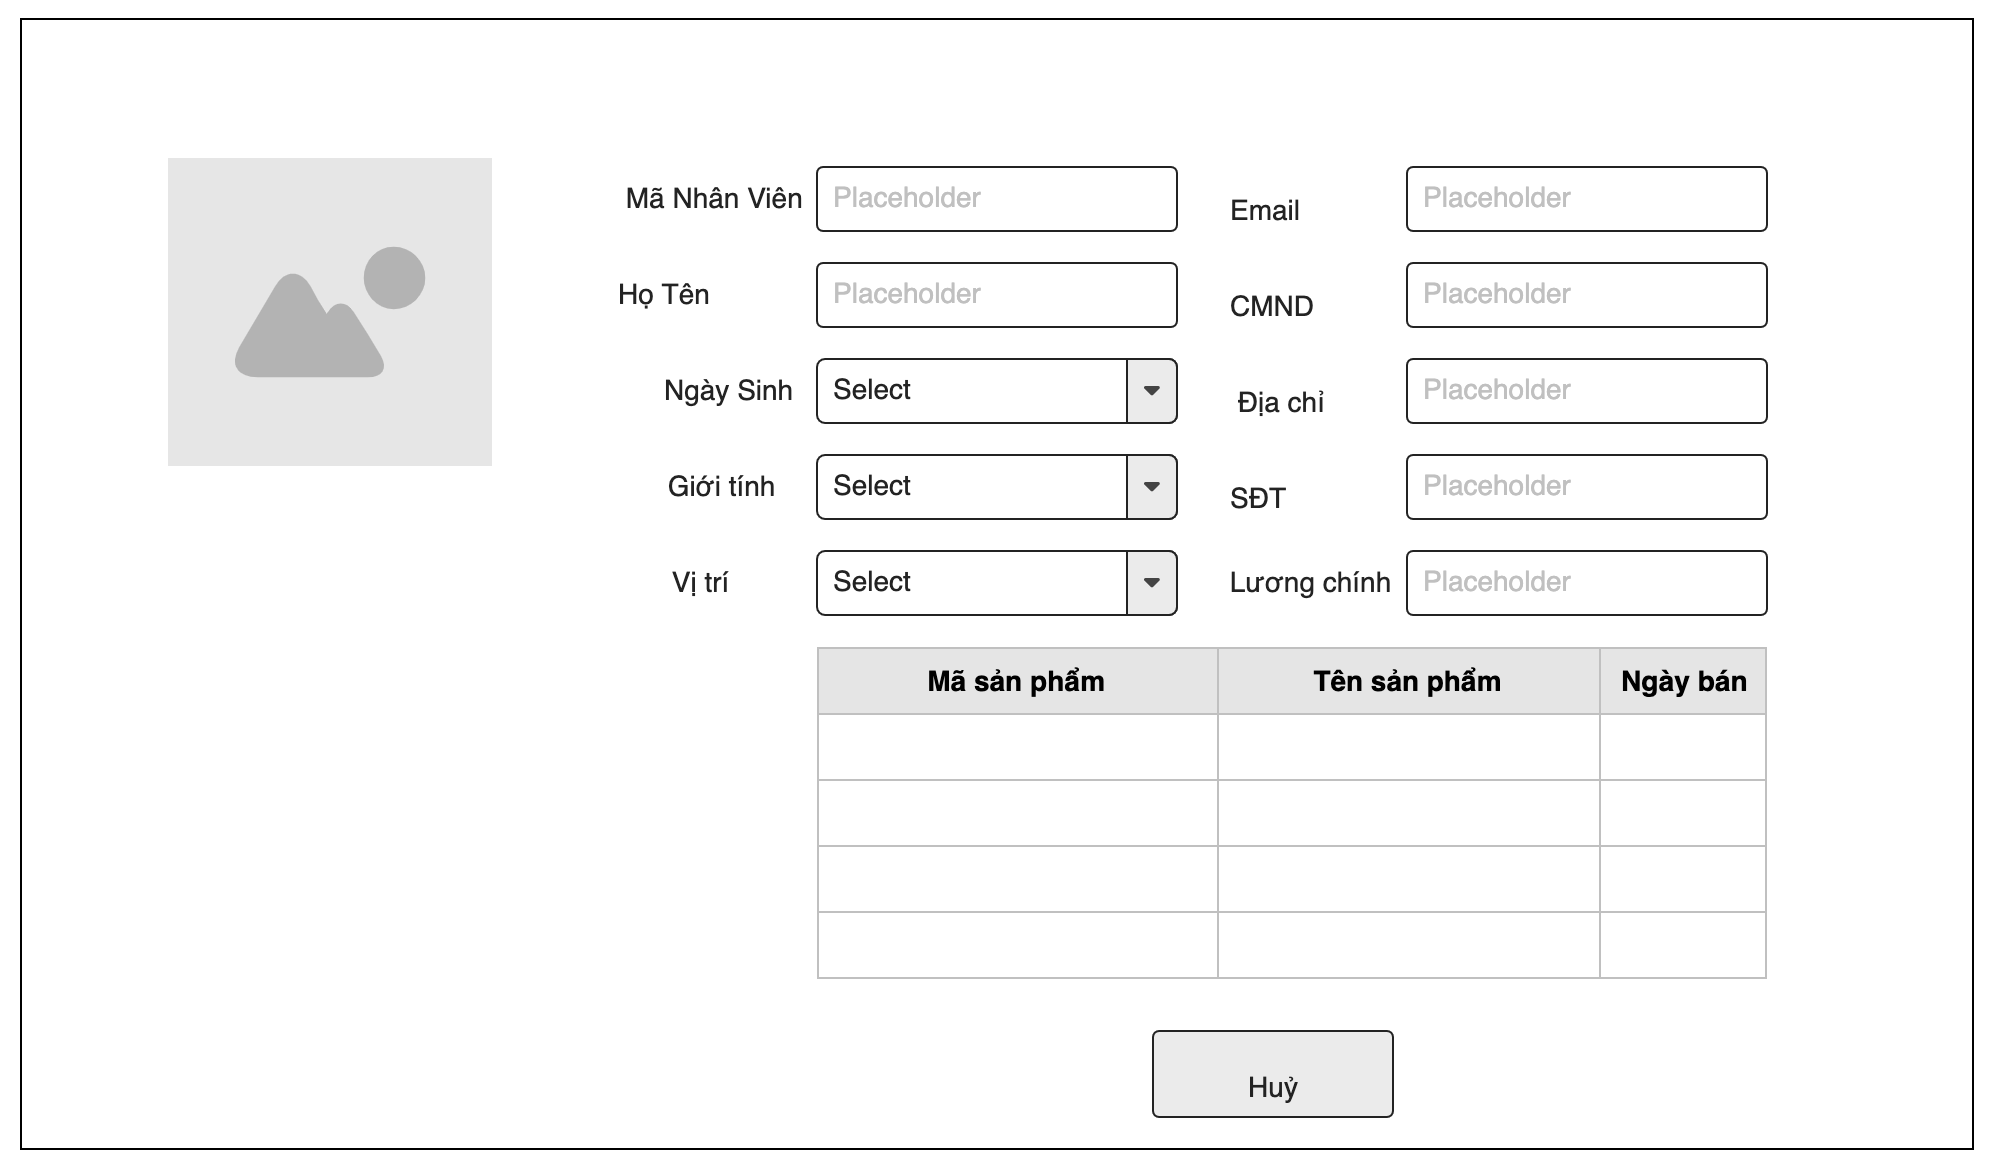 Mã Nhân Viên Placeholder Email Placeholder
Họ Tên Placeholder CMND Placeholder
Ngày Sinh Select Địa chỉ Placeholder
Giới tính Select SĐT Placeholder
Vị trí Select Lương chính Placeholder
Mã sản phẩm Tên sản phẩm Ngày bán
Huỷ